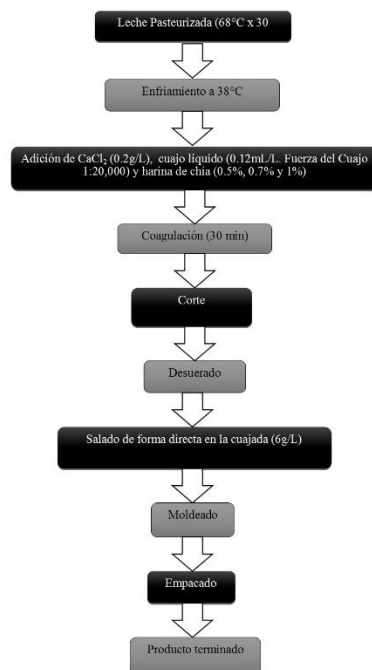 Leche Pasteurizada (68°C x 30
Enfriamiento a 38°C
Adición de CaCl₂ (0.2g/L), cuajo líquido (0.12mL/L. Fuerza del Cuajo
1:20,000) y harina de chía (0.5%, 0.7% y 1%)
Coagulación (30 min)
Corte
Desuerado
Salado de forma directa en la cuajada (6g/L)
Moldeado
Empacado
Producto terminado